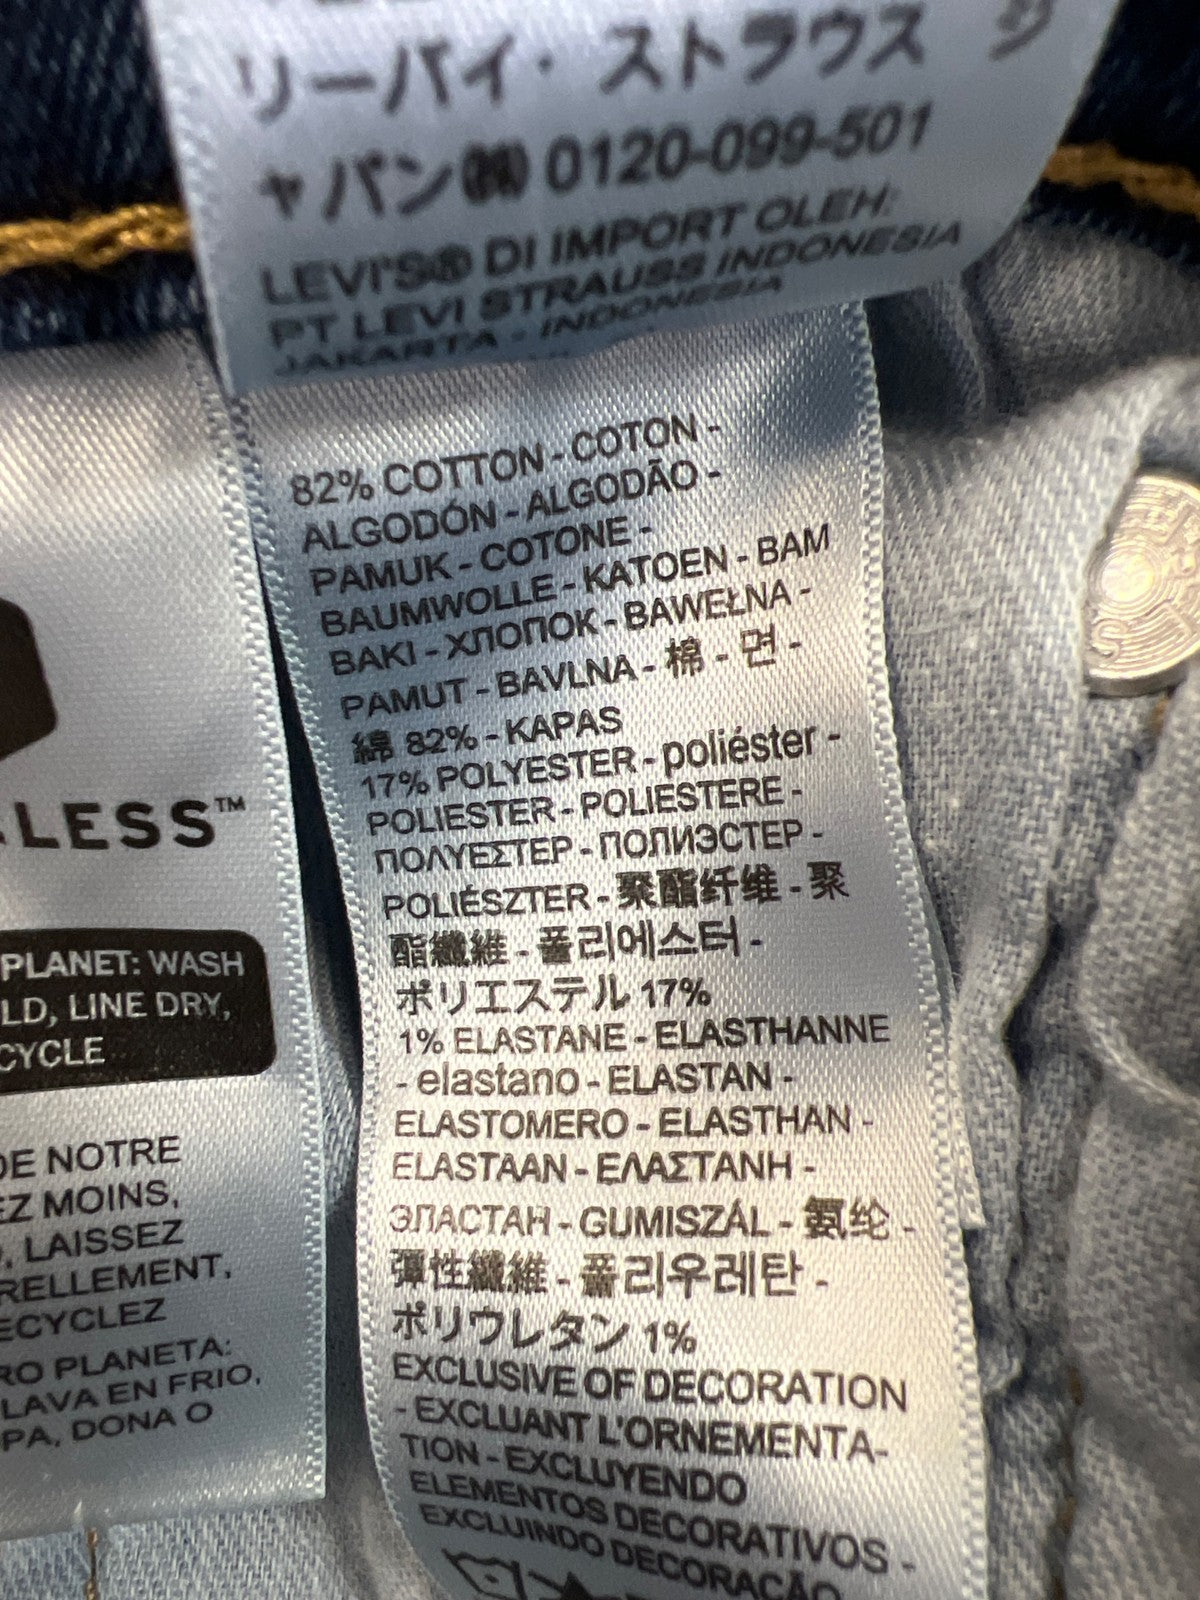 リーバイ・ストラウス ジ
ャパン㈱ 0120-099-501
LEVI'S® DI IMPORT OLEH:
PT LEVI STRAUSS INDONESIA
JAKARTA - INDONESIA
82% COTTON - COTON -
ALGODÓN - ALGODÃO -
PAMUK - COTONE -
BAUMWOLLE - KATOEN - BAM
BAKI - ХЛОПОК - BAWEŁNA -
PAMUT - BAVLNA - 棉 - 면 -
綿 82% - KAPAS
17% POLYESTER - poliéster -
POLIESTER - POLIESTERE -
ΠΟΛΥΕΣΤΕΡ - ПОЛИЭСТЕР -
POLIÉSZTER - 聚酯纤维 - 聚
酯纖維 - 폴리에스터 -
ポリエステル 17%
1% ELASTANE - ELASTHANNE
- elastano - ELASTAN -
ELASTOMERO - ELASTHAN -
ELASTAAN - ΕΛΑΣΤΑΝΗ -
ЭЛАСТАН - GUMISZÁL - 氨纶 -
彈性纖維 - 폴리우레탄 -
ポリウレタン 1%
EXCLUSIVE OF DECORATION
- EXCLUANT L'ORNEMENTA-
TION - EXCLUYENDO
ELEMENTOS DECORATIVOS -
EXCLUINDO DECORAÇÃO
LESS™
PLANET: WASH
LD, LINE DRY,
CYCLE
DE NOTRE
EZ MOINS,
, LAISSEZ
RELLEMENT,
ECYCLEZ
RO PLANETA:
LAVA EN FRIO,
PA, DONA O